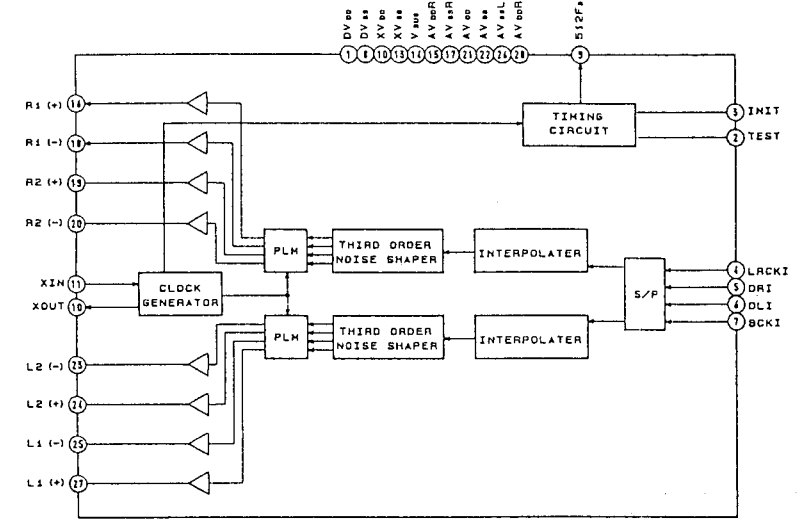 DVDD DVSS XVDD XVSS VSUB AVDDR AVSSR AVDD AVSS AVSSL AVDDR 512Fs
1 8 10 13 14 15 17 21 22 26 28 9
R1 (+) 16
R1 (-) 18
R2 (+) 19
R2 (-) 20
TIMING
CIRCUIT
3 INIT
2 TEST
PLM
THIRD ORDER
NOISE SHAPER
INTERPOLATER
XIN 11
XOUT 10
CLOCK
GENERATOR
S/P
4 LRCKI
5 DRI
6 DLI
7 BCKI
PLM
THIRD ORDER
NOISE SHAPER
INTERPOLATER
L2 (-) 23
L2 (+) 24
L1 (-) 25
L1 (+) 27